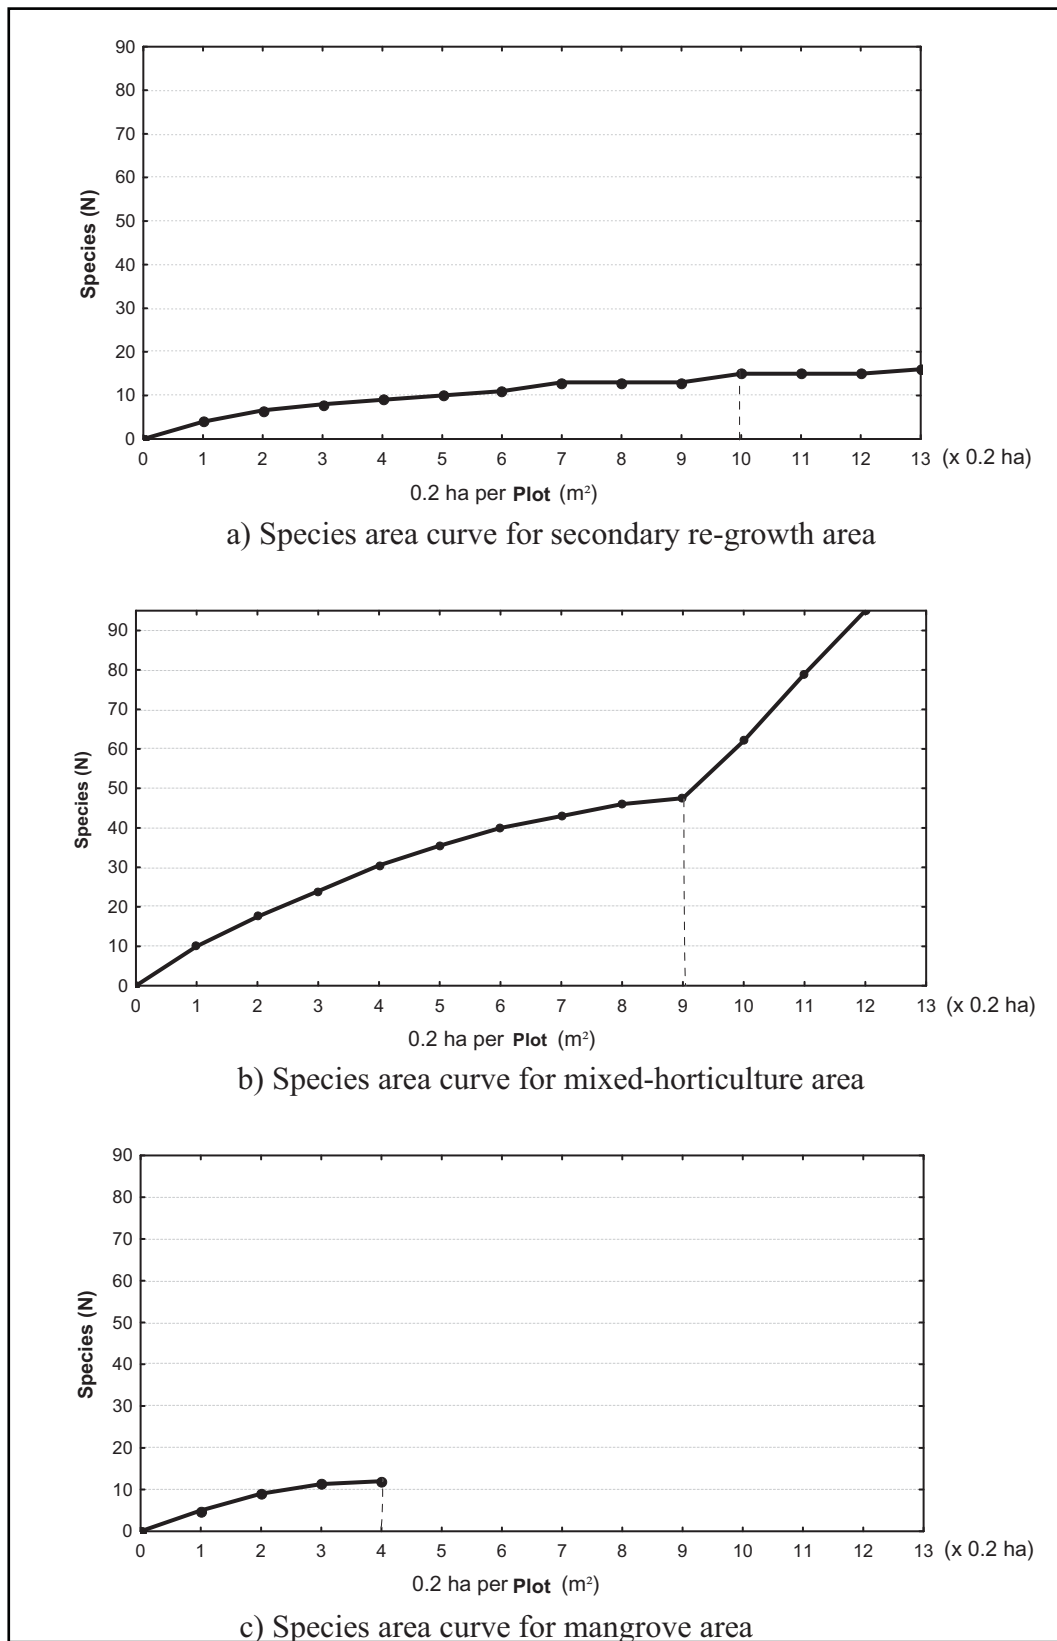 90
80
70
60
50
40
30
20
10
0
Species (N)
0 1 2 3 4 5 6 7 8 9 10 11 12 13 (x 0.2 ha)
0.2 ha per Plot (m²)
a) Species area curve for secondary re-growth area
90
80
70
60
50
40
30
20
10
0
Species (N)
0 1 2 3 4 5 6 7 8 9 10 11 12 13 (x 0.2 ha)
0.2 ha per Plot (m²)
b) Species area curve for mixed-horticulture area
90
80
70
60
50
40
30
20
10
0
Species (N)
0 1 2 3 4 5 6 7 8 9 10 11 12 13 (x 0.2 ha)
0.2 ha per Plot (m²)
c) Species area curve for mangrove area